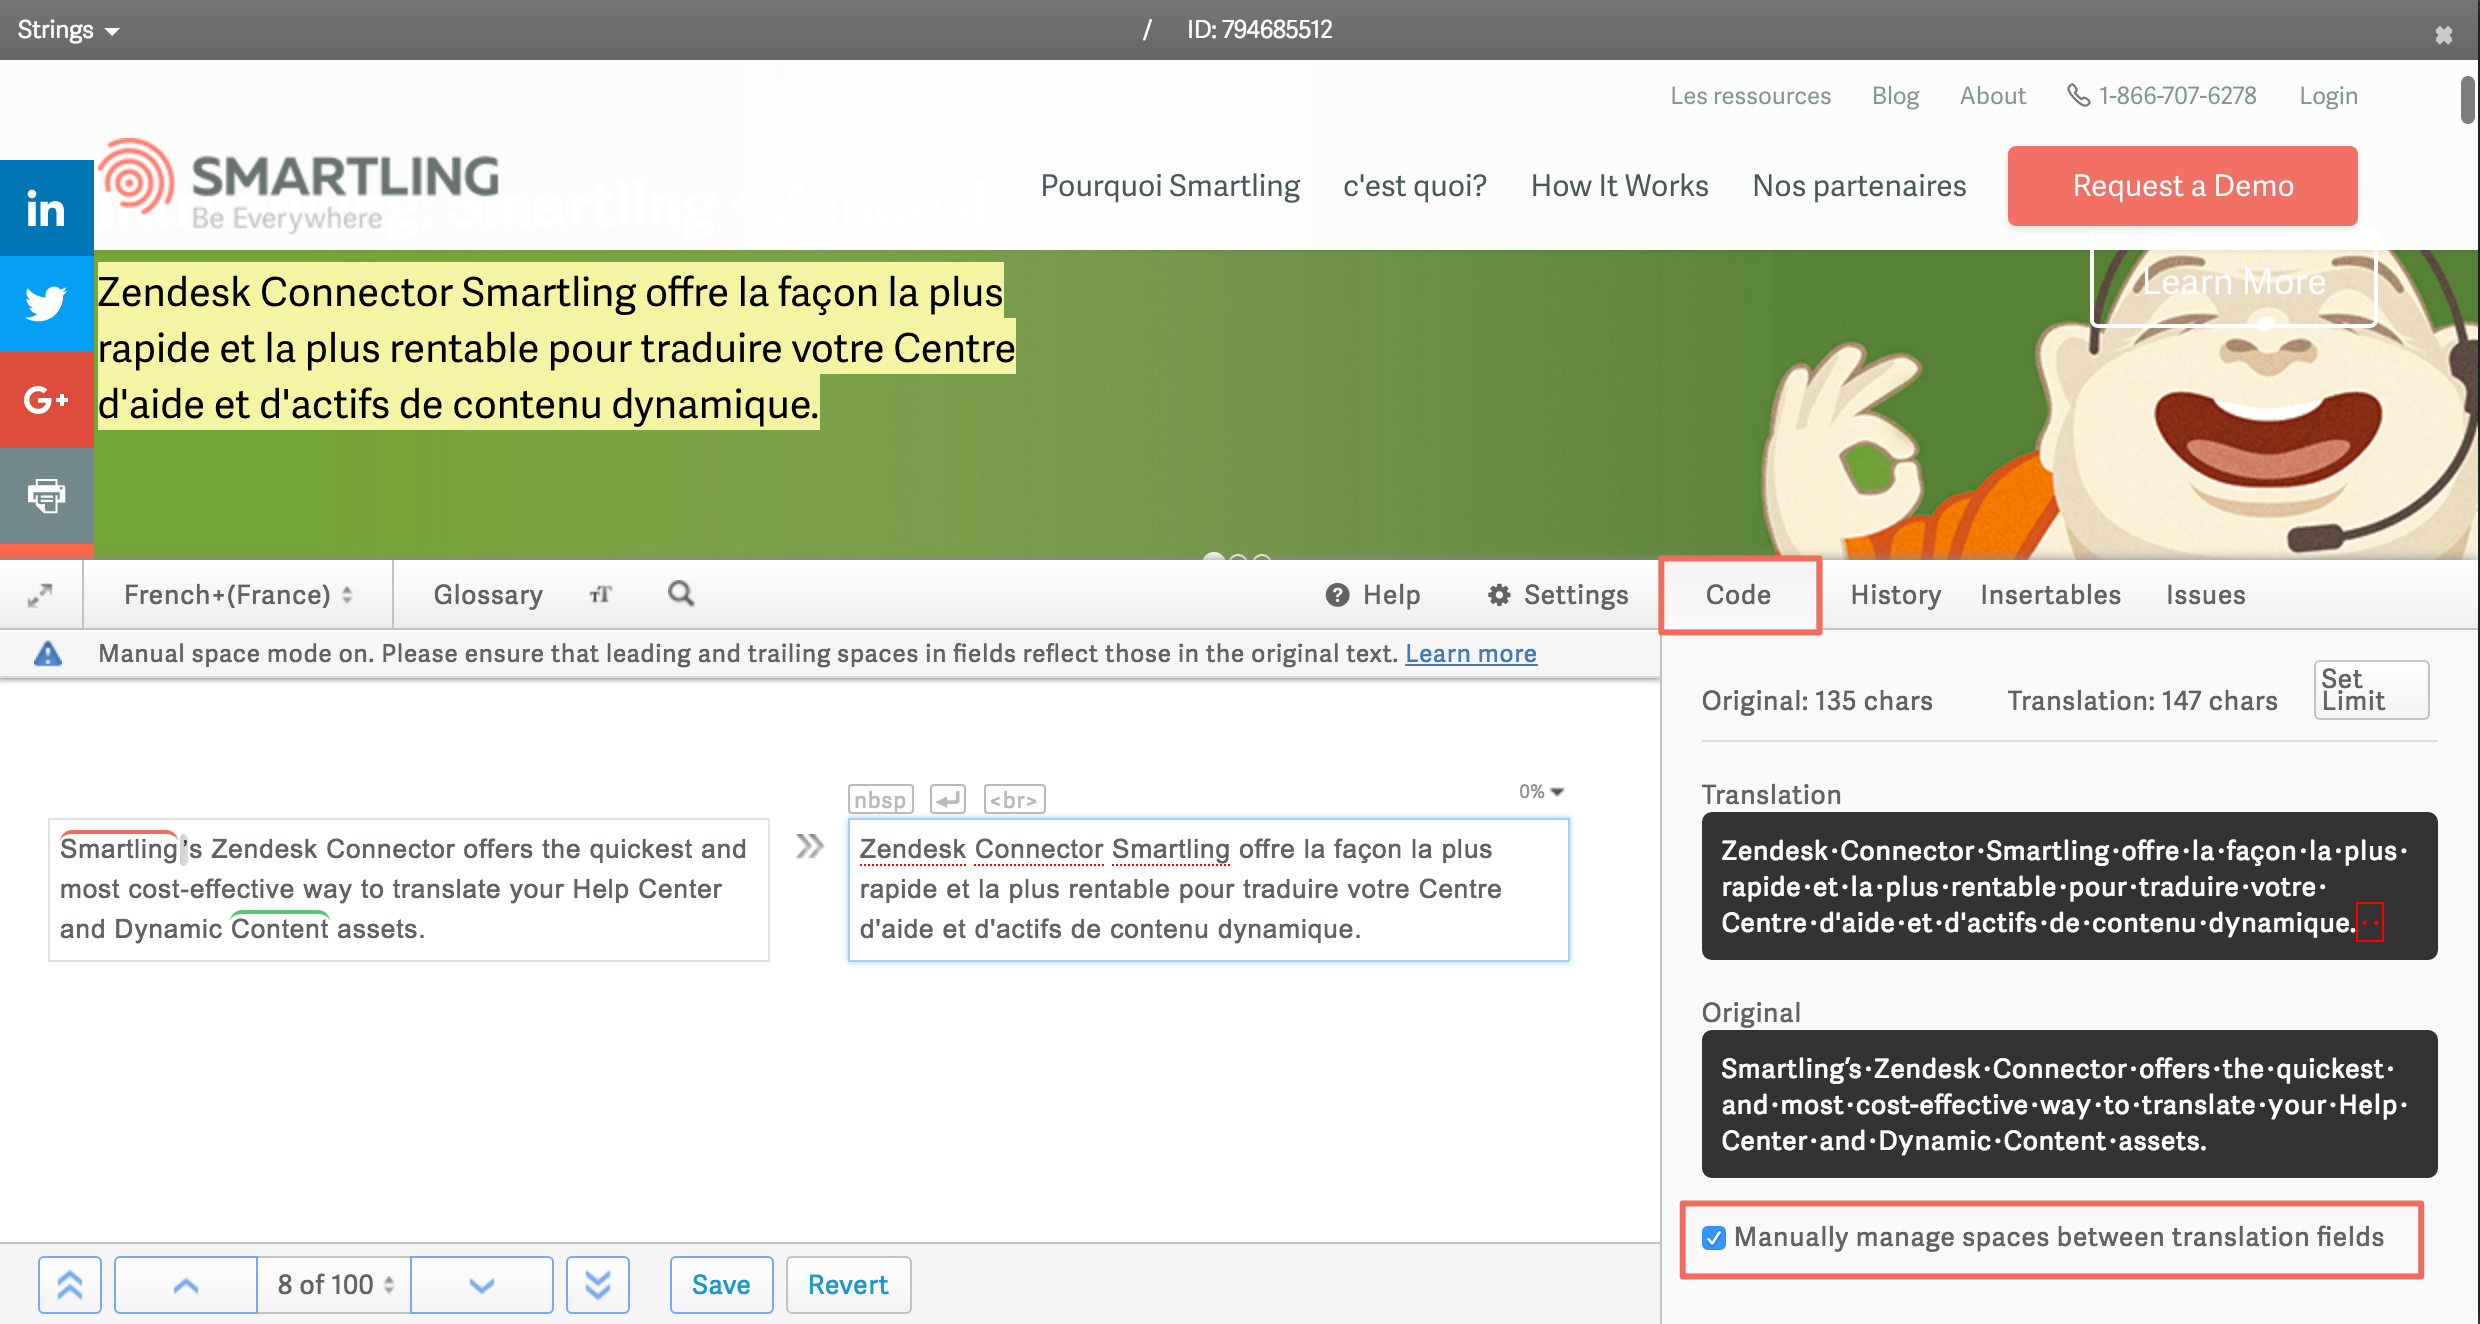 Strings
/ ID: 794685512
Les ressources Blog About 1-866-707-6278 Login
SMARTLING
Be Everywhere
Smartling Zendesk
Pourquoi Smartling c'est quoi? How It Works Nos partenaires Request a Demo
in
G+
Learn More
Zendesk Connector Smartling offre la façon la plus
rapide et la plus rentable pour traduire votre Centre
d'aide et d'actifs de contenu dynamique.
French+(France) Glossary TT Help Settings Code History Insertables Issues
Manual space mode on. Please ensure that leading and trailing spaces in fields reflect those in the original text. Learn more
Original: 135 chars Translation: 147 chars Set Limit
nbsp <br> 0%
Smartling’s Zendesk Connector offers the quickest and
most cost-effective way to translate your Help Center
and Dynamic Content assets.
Zendesk Connector Smartling offre la façon la plus
rapide et la plus rentable pour traduire votre Centre
d'aide et d'actifs de contenu dynamique.
Translation
Zendesk·Connector·Smartling·offre·la·façon·la·plus·
rapide·et·la·plus·rentable·pour·traduire·votre·
Centre·d'aide·et·d'actifs·de·contenu·dynamique.··
Original
Smartling’s·Zendesk·Connector·offers·the·quickest·
and·most·cost-effective·way·to·translate·your·Help·
Center·and·Dynamic·Content·assets.
Manually manage spaces between translation fields
8 of 100 Save Revert